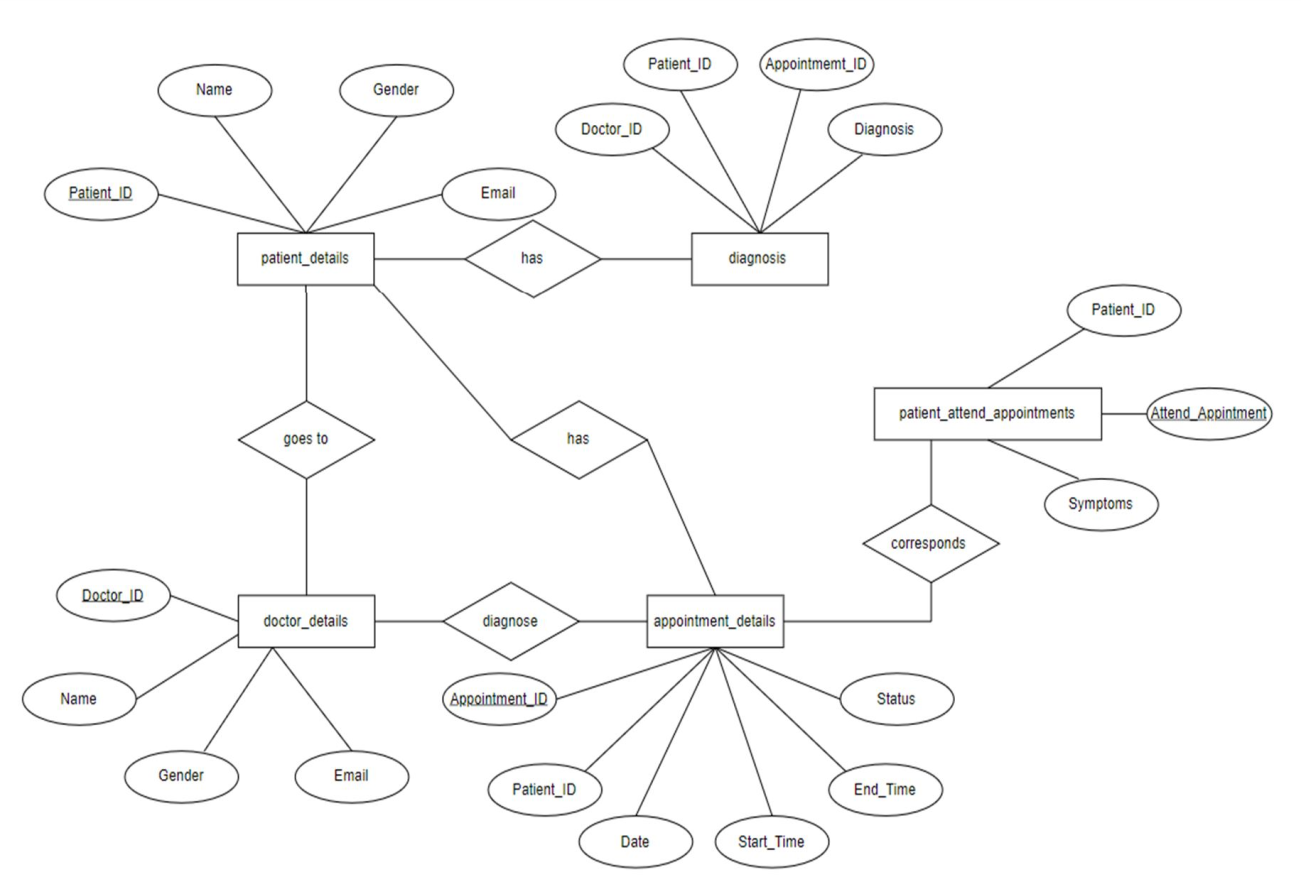 Patient_ID
Appointmemt_ID
Name
Gender
Doctor_ID
Diagnosis
Patient_ID
Email
patient_details
has
diagnosis
Patient_ID
patient_attend_appointments
Attend_Appintment
goes to
has
Symptoms
corresponds
Doctor_ID
doctor_details
diagnose
appointment_details
Name
Appointment_ID
Status
Gender
Email
Patient_ID
End_Time
Date
Start_Time